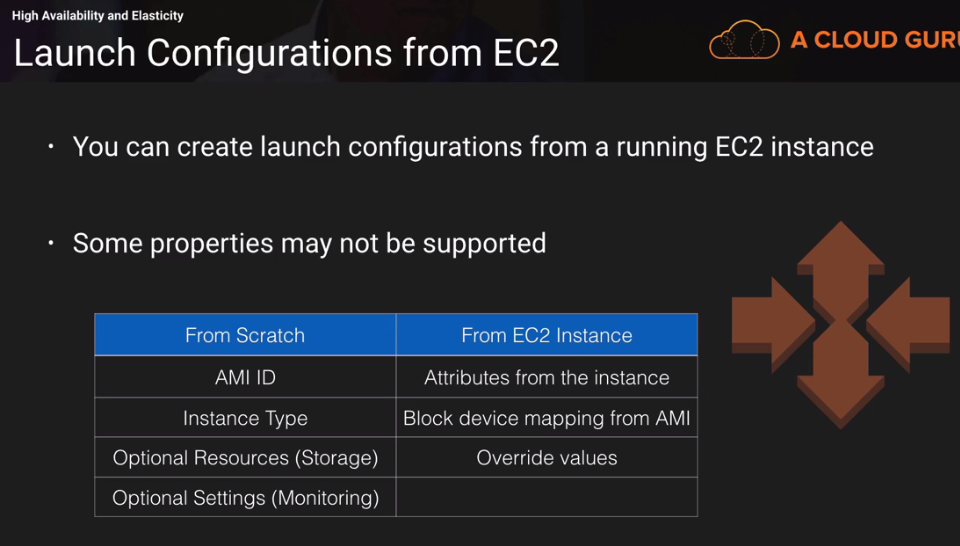 High Availability and Elasticity
Launch Configurations from EC2
A CLOUD GURU
• You can create launch configurations from a running EC2 instance
• Some properties may not be supported
From Scratch From EC2 Instance
AMI ID Attributes from the instance
Instance Type Block device mapping from AMI
Optional Resources (Storage) Override values
Optional Settings (Monitoring)